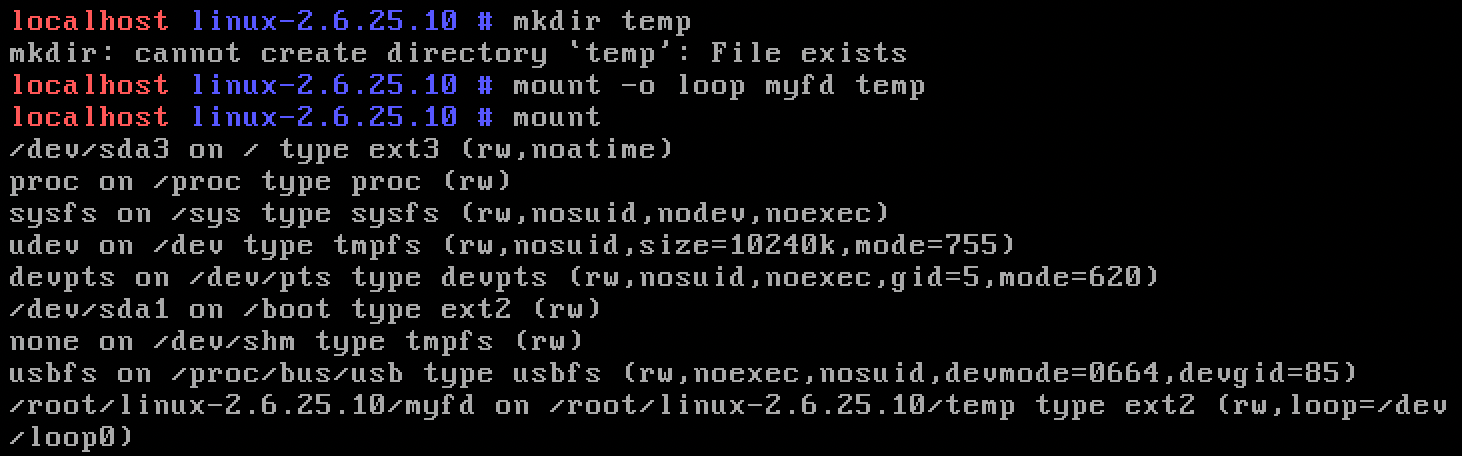 localhost linux-2.6.25.10 # mkdir temp
mkdir: cannot create directory `temp': File exists
localhost linux-2.6.25.10 # mount -o loop myfd temp
localhost linux-2.6.25.10 # mount
/dev/sda3 on / type ext3 (rw,noatime)
proc on /proc type proc (rw)
sysfs on /sys type sysfs (rw,nosuid,nodev,noexec)
udev on /dev type tmpfs (rw,nosuid,size=10240k,mode=755)
devpts on /dev/pts type devpts (rw,nosuid,noexec,gid=5,mode=620)
/dev/sda1 on /boot type ext2 (rw)
none on /dev/shm type tmpfs (rw)
usbfs on /proc/bus/usb type usbfs (rw,noexec,nosuid,devmode=0664,devgid=85)
/root/linux-2.6.25.10/myfd on /root/linux-2.6.25.10/temp type ext2 (rw,loop=/dev
/loop0)